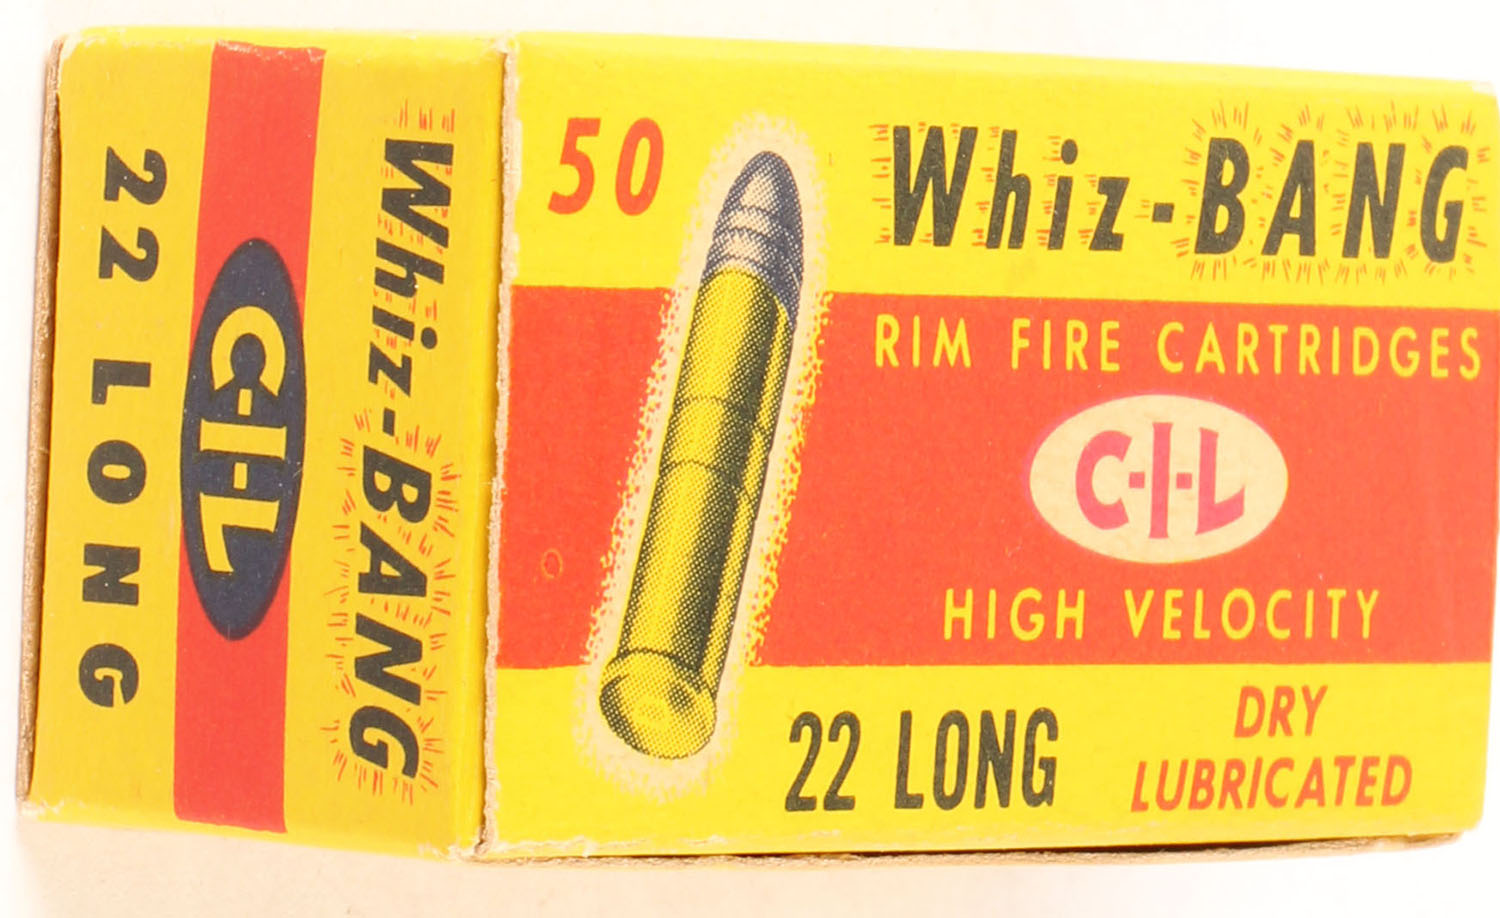 22 LONG
C-I-L
Whiz-BANG
50
Whiz-BANG
RIM FIRE CARTRIDGES
C-I-L
HIGH VELOCITY
22 LONG
DRY
LUBRICATED